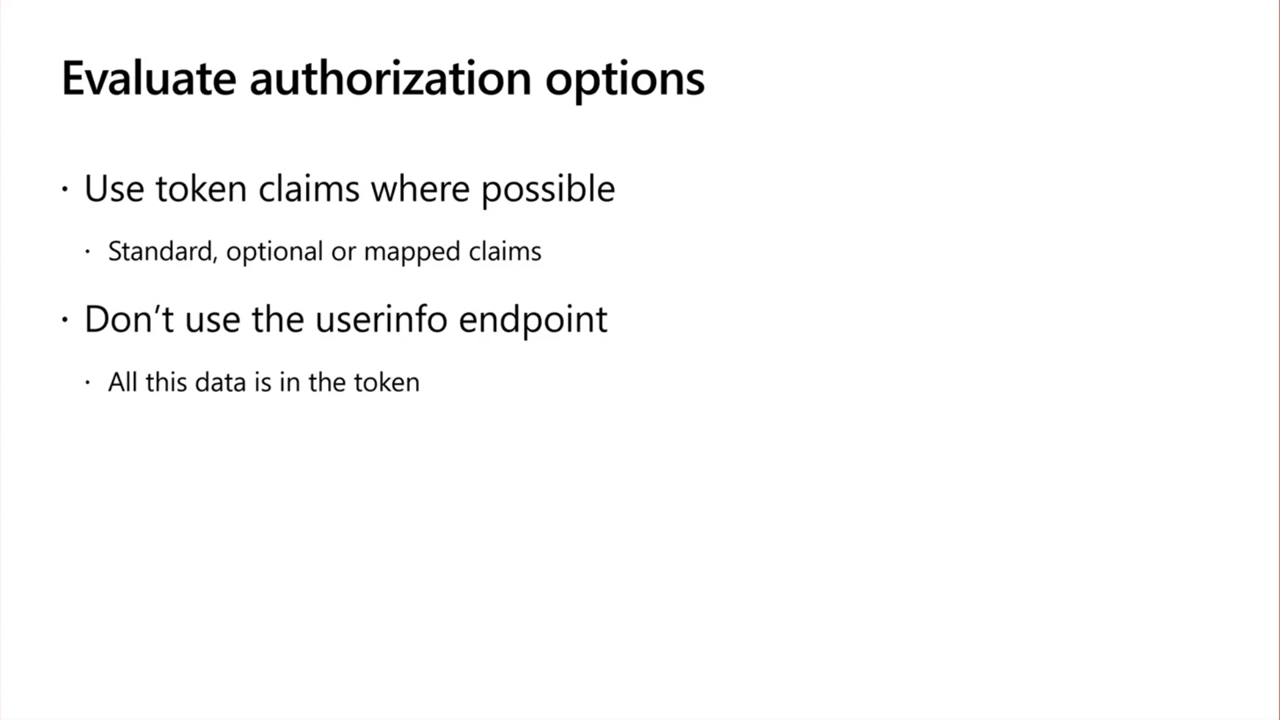 Evaluate authorization options
· Use token claims where possible
· Standard, optional or mapped claims
· Don’t use the userinfo endpoint
· All this data is in the token